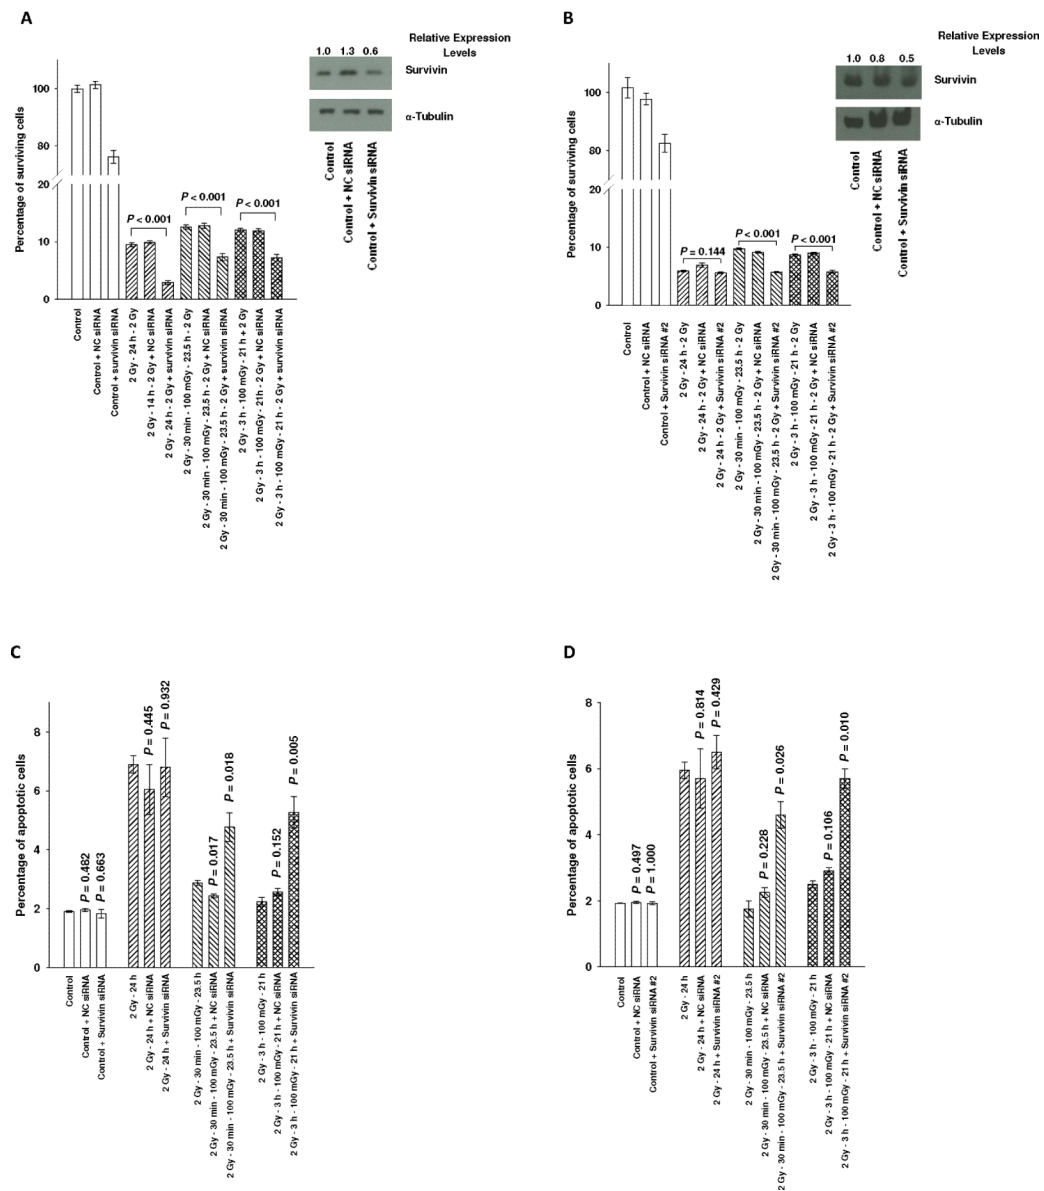 A
Relative Expression
Levels
1.0 1.3 0.6
Survivin
α-Tubulin
Control
Control + NC siRNA
Control + Survivin siRNA
Percentage of surviving cells
100
80
20
10
0
P < 0.001
P < 0.001
P < 0.001
Control
Control + NC siRNA
Control + survivin siRNA
2 Gy - 24 h - 2 Gy
2 Gy - 14 h - 2 Gy + NC siRNA
2 Gy - 24 h - 2 Gy + survivin siRNA
2 Gy - 30 min - 100 mGy - 23.5 h - 2 Gy
2 Gy - 30 min - 100 mGy - 23.5 h - 2 Gy + NC siRNA
2 Gy - 30 min - 100 mGy - 23.5 h - 2 Gy + survivin siRNA
2 Gy - 3 h - 100 mGy - 21 h + 2 Gy
2 Gy - 3 h - 100 mGy - 21h - 2 Gy + NC siRNA
2 Gy - 3 h - 100 mGy - 21 h - 2 Gy + survivin siRNA
B
Relative Expression
Levels
1.0 0.8 0.5
Survivin
α-Tubulin
Control
Control + NC siRNA
Control + Survivin siRNA
Percentage of surviving cells
100
80
20
10
0
P = 0.144
P < 0.001
P < 0.001
Control
Control + NC siRNA
Control + Survivin siRNA #2
2 Gy - 24 h - 2 Gy
2 Gy - 24 h - 2 Gy + NC siRNA
2 Gy - 24 h - 2 Gy + Survivin siRNA #2
2 Gy - 30 min - 100 mGy - 23.5 h - 2 Gy
2 Gy - 30 min - 100 mGy - 23.5 h - 2 Gy + NC siRNA
2 Gy - 30 min - 100 mGy - 23.5 h - 2 Gy + Survivin siRNA #2
2 Gy - 3 h - 100 mGy - 21 h - 2 Gy
2 Gy - 3 h - 100 mGy - 21 h - 2 Gy + NC siRNA
2 Gy - 3 h - 100 mGy - 21 h - 2 Gy + Survivin siRNA #2
C
Percentage of apoptotic cells
8
6
4
2
0
P = 0.482
P = 0.663
P = 0.445
P = 0.932
P = 0.017
P = 0.018
P = 0.152
P = 0.005
Control
Control + NC siRNA
Control + Survivin siRNA
2 Gy - 24 h
2 Gy - 24 h + NC siRNA
2 Gy - 24 h + Survivin siRNA
2 Gy - 30 min - 100 mGy - 23.5 h
2 Gy - 30 min - 100 mGy - 23.5 h + NC siRNA
2 Gy - 30 min - 100 mGy - 23.5 h + Survivin siRNA
2 Gy - 3 h - 100 mGy - 21 h
2 Gy - 3 h - 100 mGy - 21 h + NC siRNA
2 Gy - 3 h - 100 mGy - 21 h + Survivin siRNA
D
Percentage of apoptotic cells
8
6
4
2
0
P = 0.497
P = 1.000
P = 0.814
P = 0.429
P = 0.228
P = 0.026
P = 0.106
P = 0.010
Control
Control + NC siRNA
Control + Survivin siRNA #2
2 Gy - 24 h
2 Gy - 24 h + NC siRNA
2 Gy - 24 h + Survivin siRNA #2
2 Gy - 30 min - 100 mGy - 23.5 h
2 Gy - 30 min - 100 mGy - 23.5 h + NC siRNA
2 Gy - 30 min - 100 mGy - 23.5 h + Survivin siRNA #2
2 Gy - 3 h - 100 mGy - 21 h
2 Gy - 3 h - 100 mGy - 21 h + NC siRNA
2 Gy - 3 h - 100 mGy - 21 h + Survivin siRNA #2